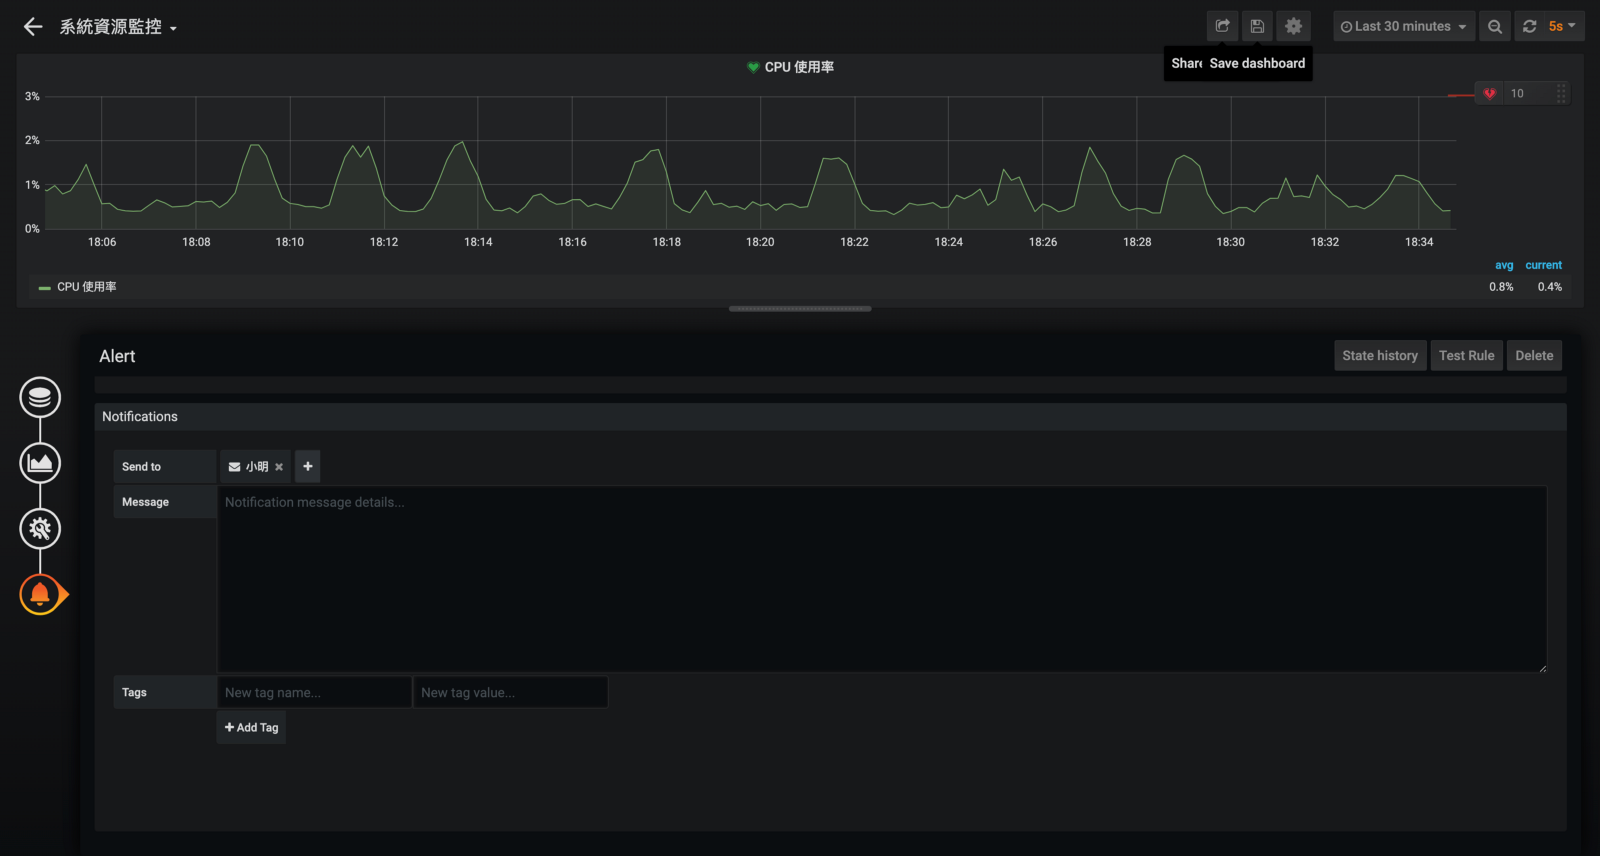 系統資源監控
Last 30 minutes
5s
Share
Save dashboard
CPU 使用率
3%
10
2%
1%
0%
18:06 18:08 18:10 18:12 18:14 18:16 18:18 18:20 18:22 18:24 18:26 18:28 18:30 18:32 18:34
avg current
CPU 使用率 0.8% 0.4%
Alert
State history Test Rule Delete
Notifications
Send to 小明
Message Notification message details...
Tags New tag name... New tag value...
Add Tag